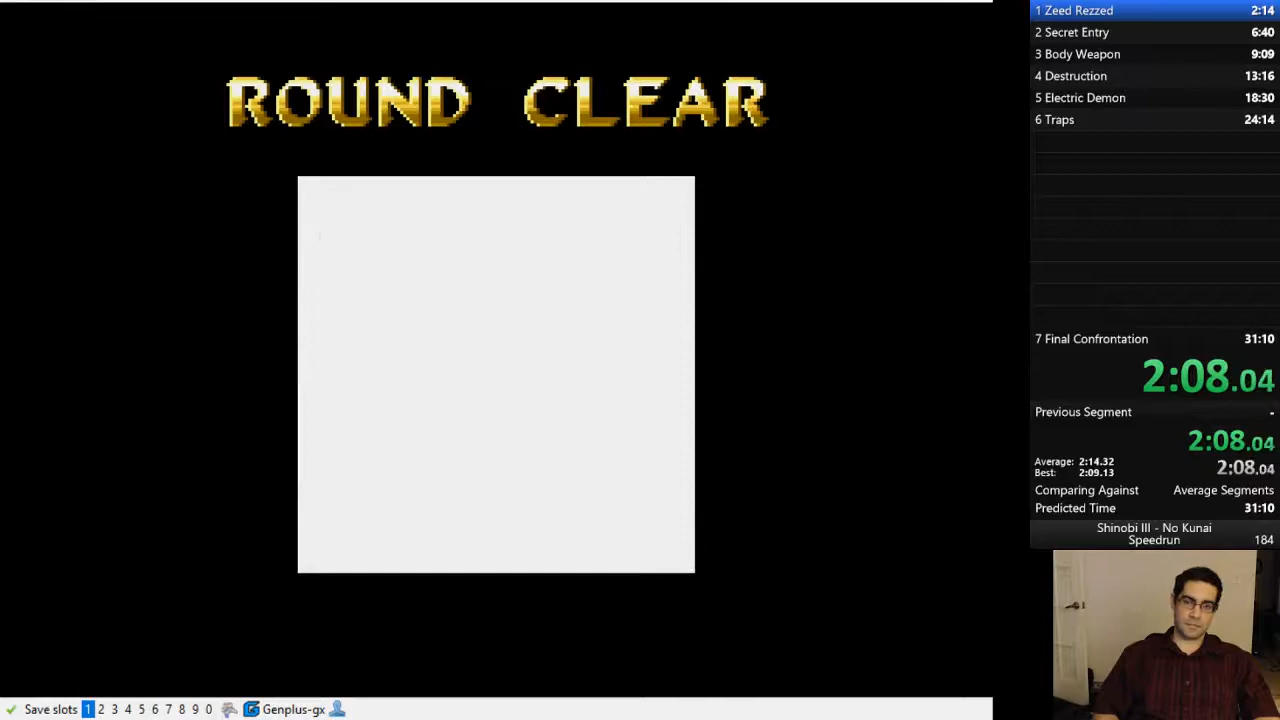 ROUND CLEAR
1 Zeed Rezzed 2:14
2 Secret Entry 6:40
3 Body Weapon 9:09
4 Destruction 13:16
5 Electric Demon 18:30
6 Traps 24:14
7 Final Confrontation 31:10
2:08.04
Previous Segment -
2:08.04
Average: 2:14.32
Best: 2:09.13
2:08.04
Comparing Against Average Segments
Predicted Time 31:10
Shinobi III - No Kunai
Speedrun 184
Save slots 1 2 3 4 5 6 7 8 9 0 Genplus-gx